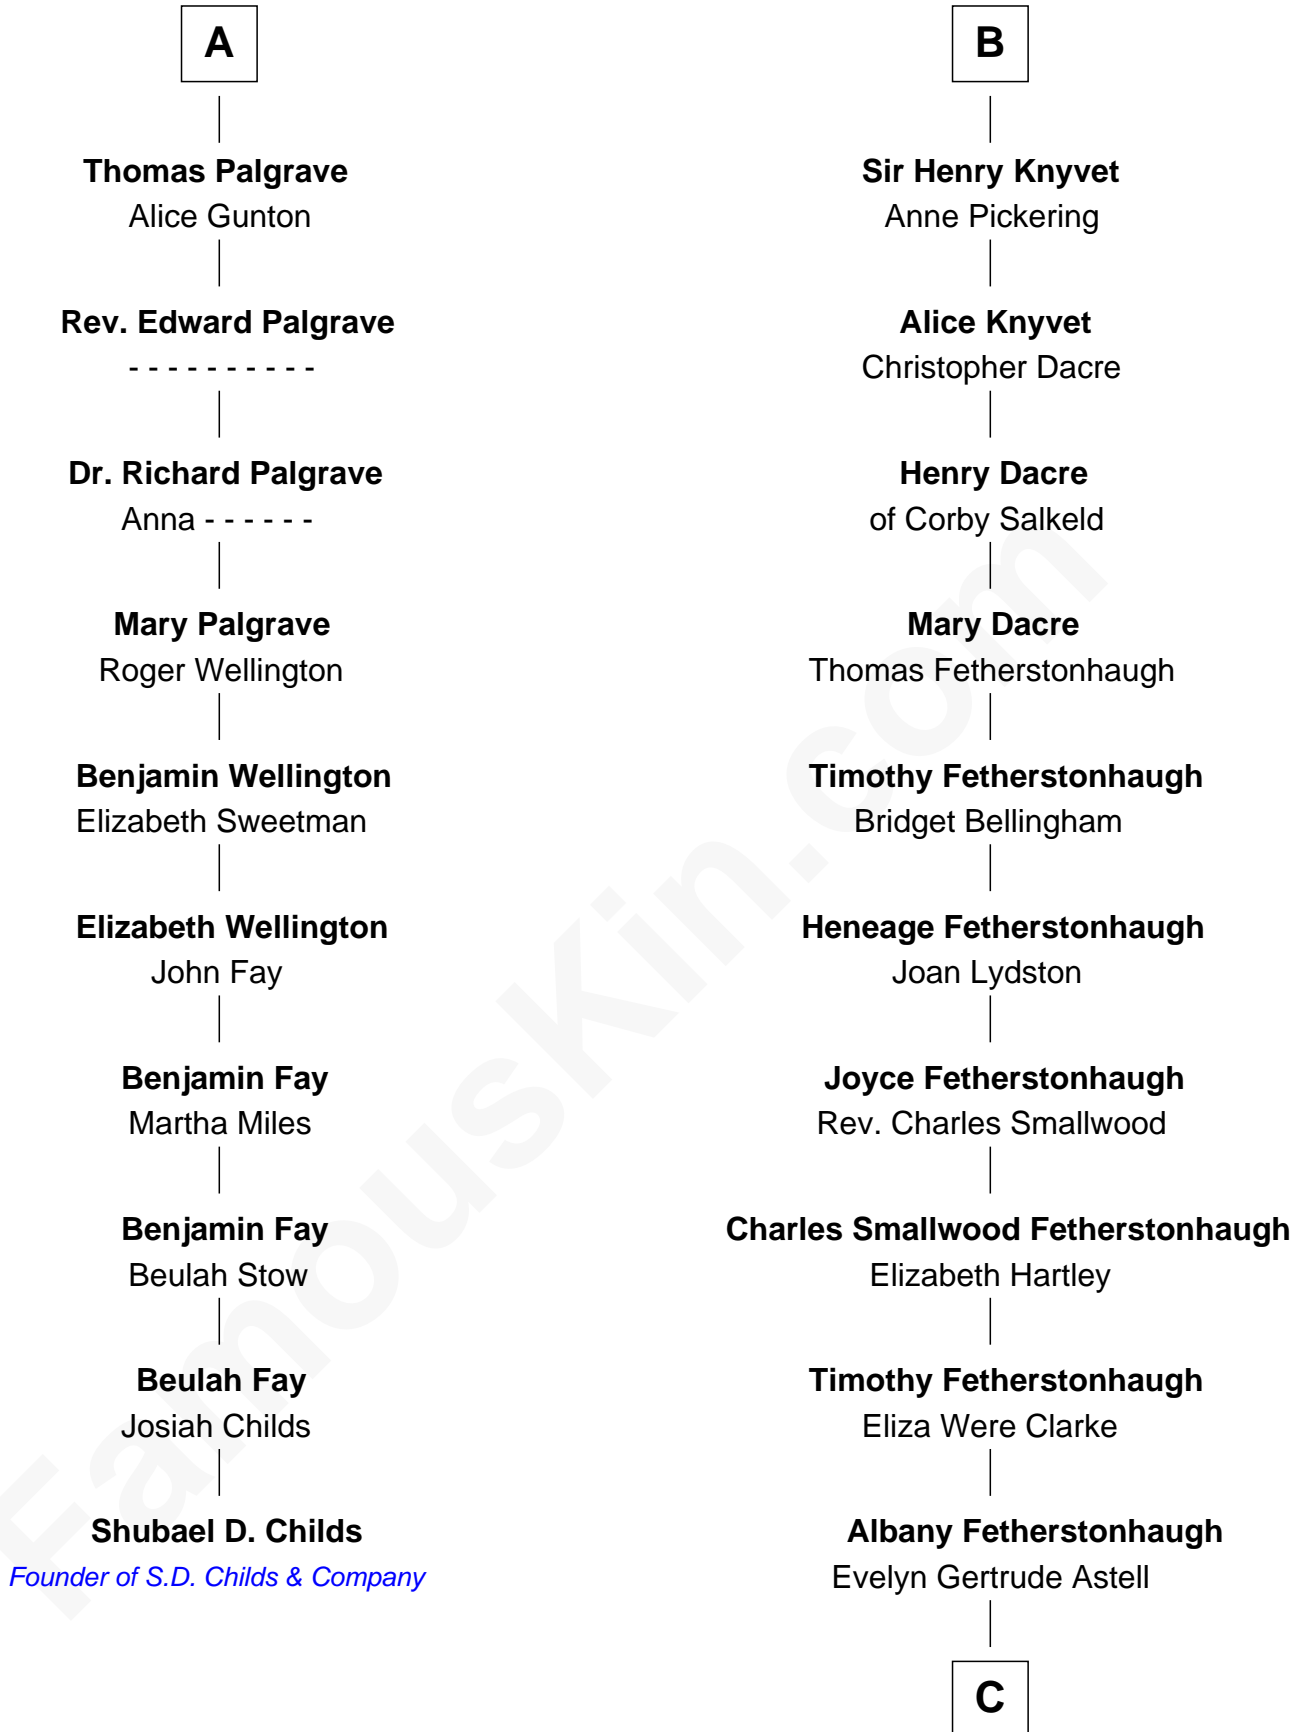 A
Thomas Palgrave
Alice Gunton
Rev. Edward Palgrave
- - - - - - - - - -
Dr. Richard Palgrave
Anna - - - - - -
Mary Palgrave
Roger Wellington
Benjamin Wellington
Elizabeth Sweetman
Elizabeth Wellington
John Fay
Benjamin Fay
Martha Miles
Benjamin Fay
Beulah Stow
Beulah Fay
Josiah Childs
Shubael D. Childs
Founder of S.D. Childs & Company
B
Sir Henry Knyvet
Anne Pickering
Alice Knyvet
Christopher Dacre
Henry Dacre
of Corby Salkeld
Mary Dacre
Thomas Fetherstonhaugh
Timothy Fetherstonhaugh
Bridget Bellingham
Heneage Fetherstonhaugh
Joan Lydston
Joyce Fetherstonhaugh
Rev. Charles Smallwood
Charles Smallwood Fetherstonhaugh
Elizabeth Hartley
Timothy Fetherstonhaugh
Eliza Were Clarke
Albany Fetherstonhaugh
Evelyn Gertrude Astell
C
FamousKin.com